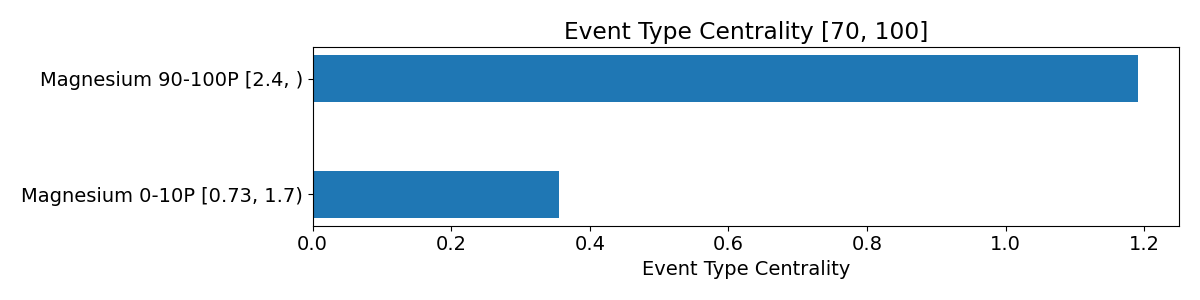 Event Type Centrality [70, 100]
Magnesium 90-100P [2.4, )
Magnesium 0-10P [0.73, 1.7)
0.0 0.2 0.4 0.6 0.8 1.0 1.2
Event Type Centrality